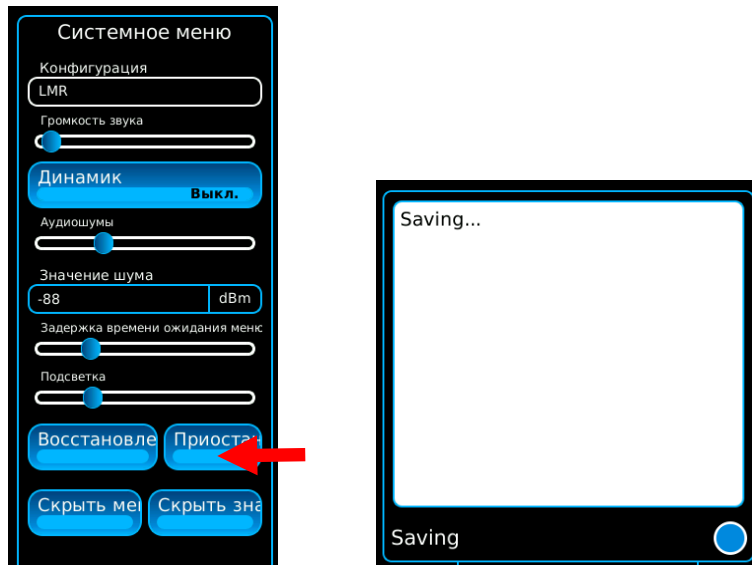 Системное меню
Конфигурация
LMR
Громкость звука
Динамик
Выкл.
Аудиошумы
Значение шума
-88 dBm
Задержка времени ожидания меню
Подсветка
Восстановле Приостан
Скрыть ме Скрыть зна
Saving...
Saving